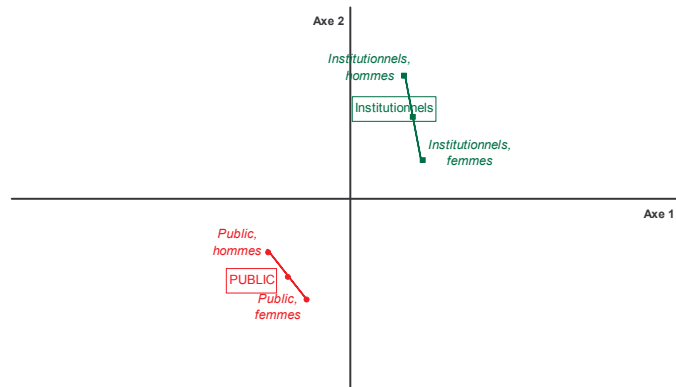 Axe 2
Institutionnels,
hommes
Institutionnels
Institutionnels,
femmes
Axe 1
Public,
hommes
PUBLIC
Public,
femmes